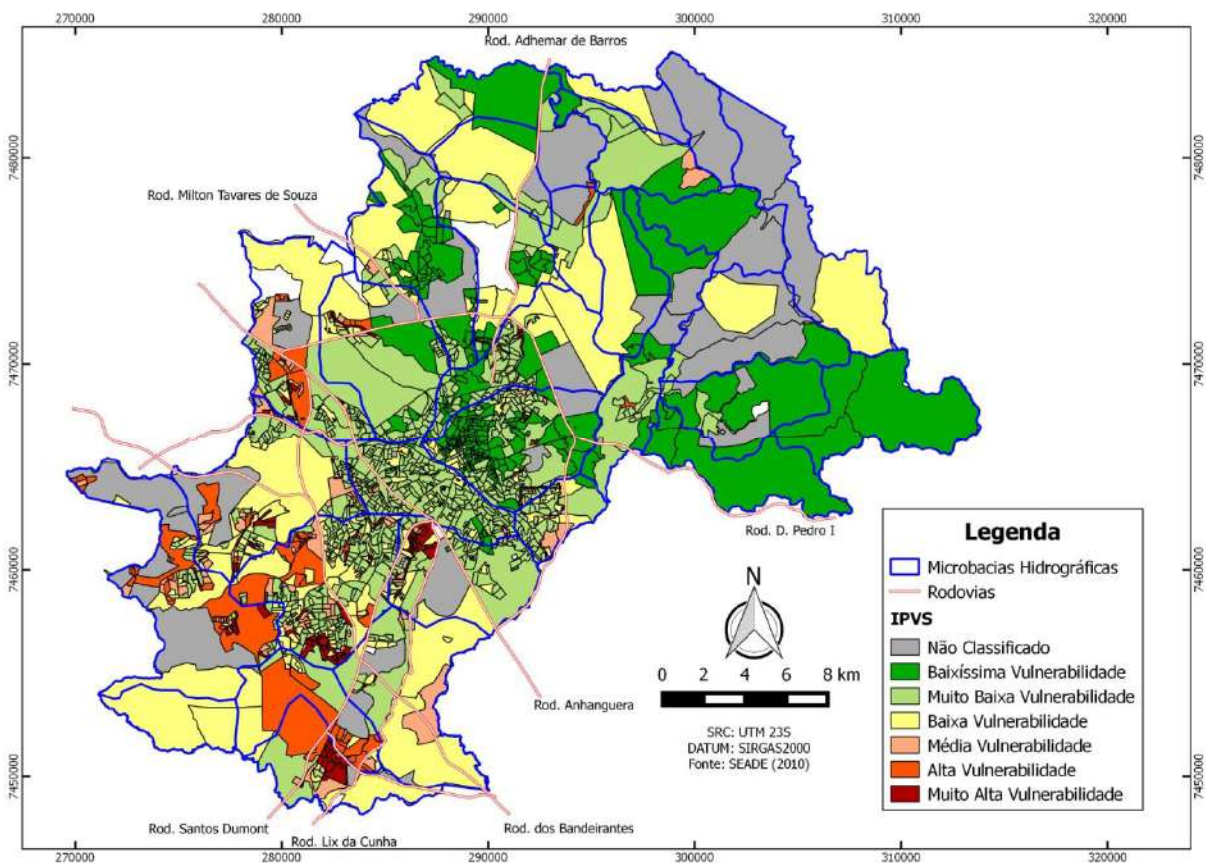 270000 280000 290000 300000 310000 320000
Rod. Adhemar de Barros
7480000 7480000
Rod. Milton Tavares de Souza
7470000 7470000
Rod. D. Pedro I
7460000 7460000
Legenda
Microbacias Hidrográficas
Rodovias
IPVS
Não Classificado
Baixíssima Vulnerabilidade
Muito Baixa Vulnerabilidade
Baixa Vulnerabilidade
Média Vulnerabilidade
Alta Vulnerabilidade
Muito Alta Vulnerabilidade
N
0 2 4 6 8 km
SRC: UTM 23S
DATUM: SIRGAS2000
Fonte: SEADE (2010)
Rod. Anhanguera
7450000 7450000
Rod. Santos Dumont
Rod. dos Bandeirantes
Rod. Lix da Cunha
270000 280000 290000 300000 310000 320000